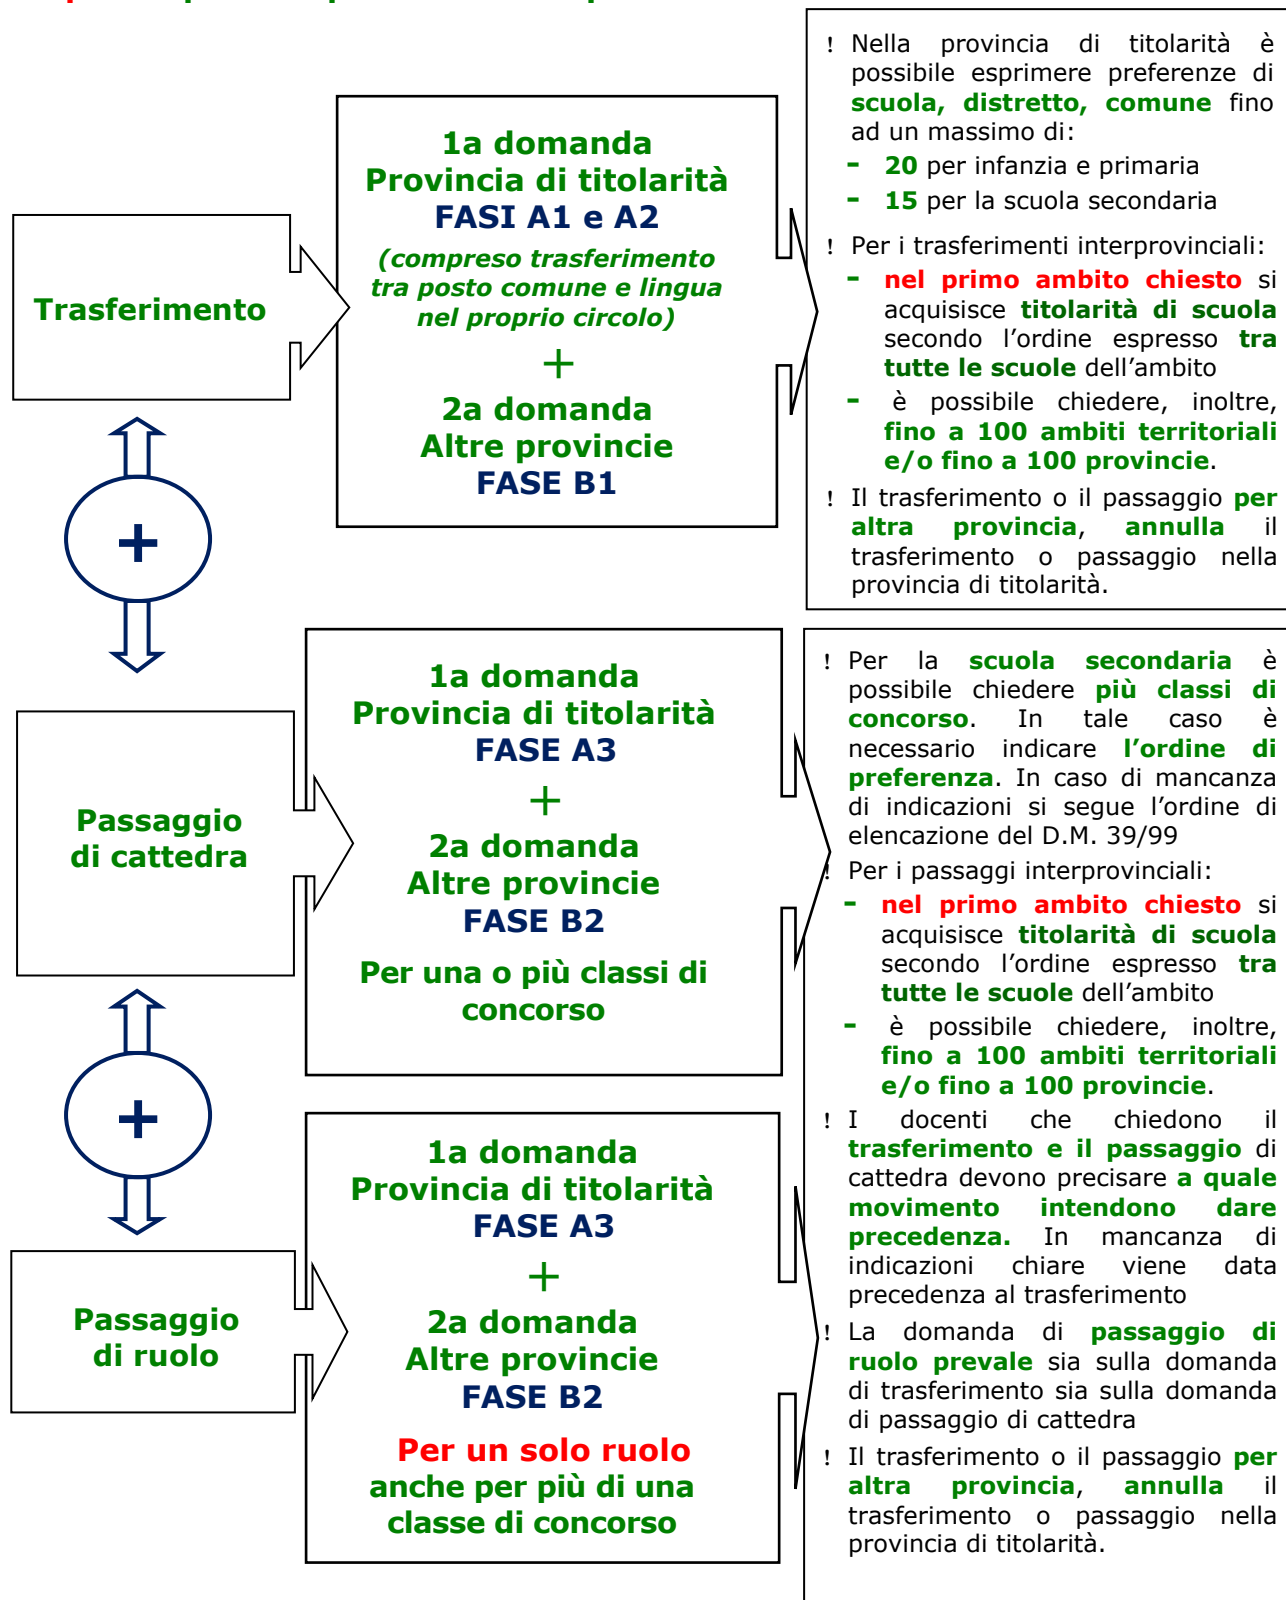 Trasferimento
1a domanda
Provincia di titolarità
FASI A1 e A2
(compreso trasferimento
tra posto comune e lingua
nel proprio circolo)
+
2a domanda
Altre provincie
FASE B1
! Nella provincia di titolarità è
possibile esprimere preferenze di
scuola, distretto, comune fino
ad un massimo di:
- 20 per infanzia e primaria
- 15 per la scuola secondaria
! Per i trasferimenti interprovinciali:
- nel primo ambito chiesto si
acquisisce titolarità di scuola
secondo l’ordine espresso tra
tutte le scuole dell’ambito
- è possibile chiedere, inoltre,
fino a 100 ambiti territoriali
e/o fino a 100 provincie.
! Il trasferimento o il passaggio per
altra provincia, annulla il
trasferimento o passaggio nella
provincia di titolarità.
+
Passaggio
di cattedra
1a domanda
Provincia di titolarità
FASE A3
+
2a domanda
Altre provincie
FASE B2
Per una o più classi di
concorso
! Per la scuola secondaria è
possibile chiedere più classi di
concorso. In tale caso è
necessario indicare l’ordine di
preferenza. In caso di mancanza
di indicazioni si segue l’ordine di
elencazione del D.M. 39/99
! Per i passaggi interprovinciali:
- nel primo ambito chiesto si
acquisisce titolarità di scuola
secondo l’ordine espresso tra
tutte le scuole dell’ambito
- è possibile chiedere, inoltre,
fino a 100 ambiti territoriali
e/o fino a 100 provincie.
! I docenti che chiedono il
trasferimento e il passaggio di
cattedra devono precisare a quale
movimento intendono dare
precedenza. In mancanza di
indicazioni chiare viene data
precedenza al trasferimento
! La domanda di passaggio di
ruolo prevale sia sulla domanda
di trasferimento sia sulla domanda
di passaggio di cattedra
! Il trasferimento o il passaggio per
altra provincia, annulla il
trasferimento o passaggio nella
provincia di titolarità.
+
Passaggio
di ruolo
1a domanda
Provincia di titolarità
FASE A3
+
2a domanda
Altre provincie
FASE B2
Per un solo ruolo
anche per più di una
classe di concorso